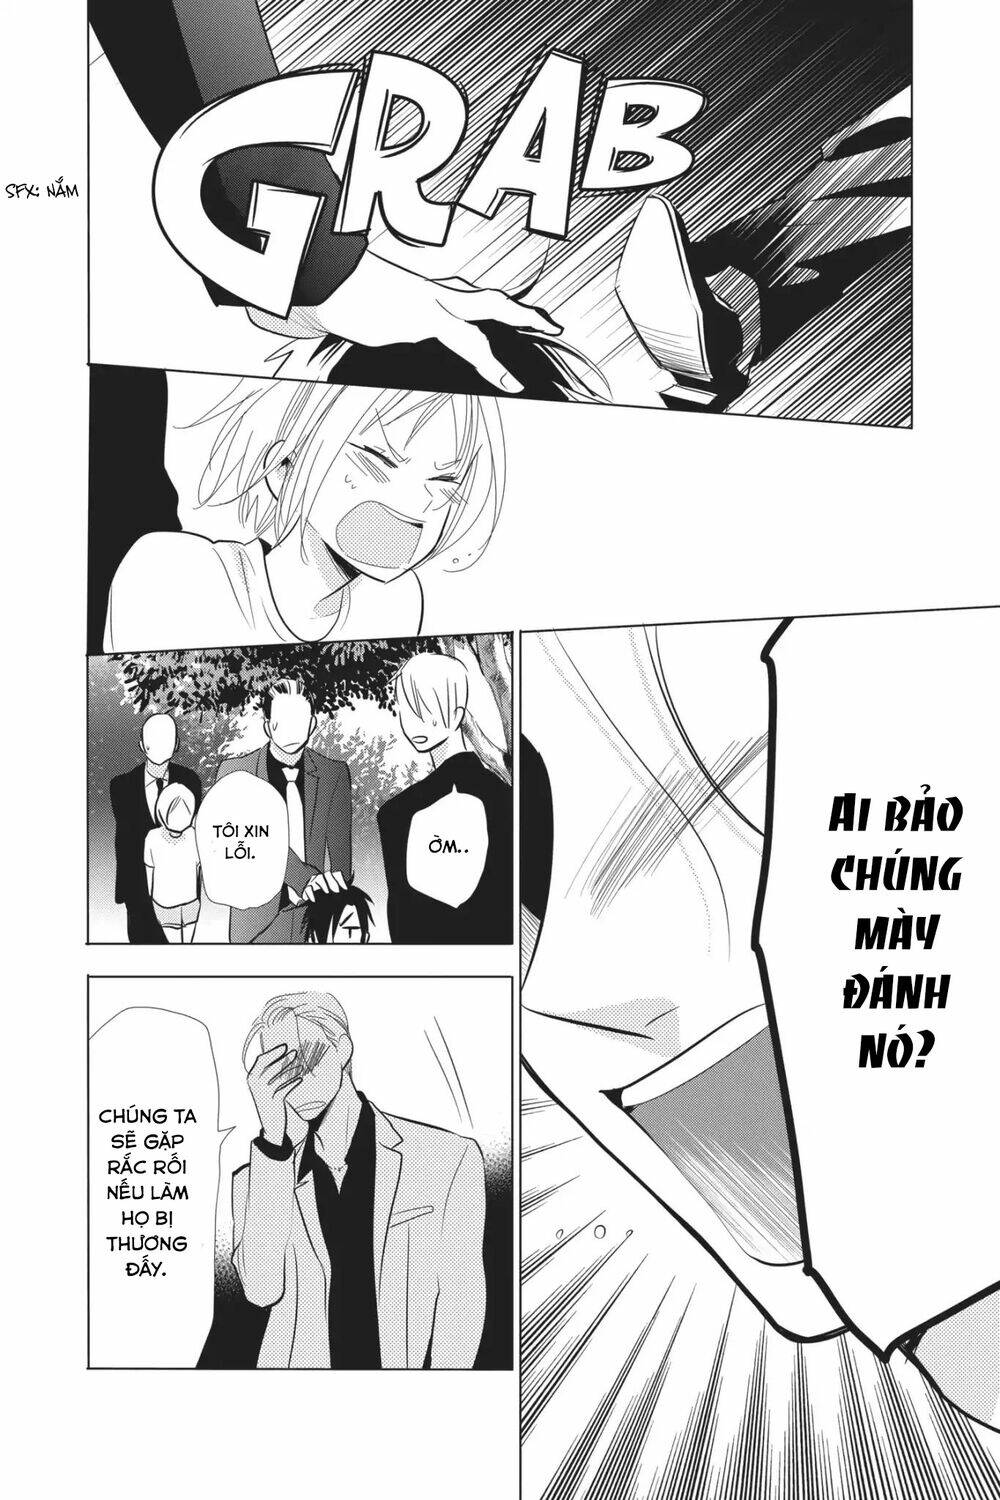 GRAB
SFX: NẮM
AI BẢO
CHÚNG
MÀY
ĐÁNH
NÓ?
ỜM..
TÔI XIN
LỖI.
CHÚNG TA
SẼ GẶP
RẮC RỐI
NẾU LÀM
HỌ BỊ
THƯƠNG
ĐẤY.